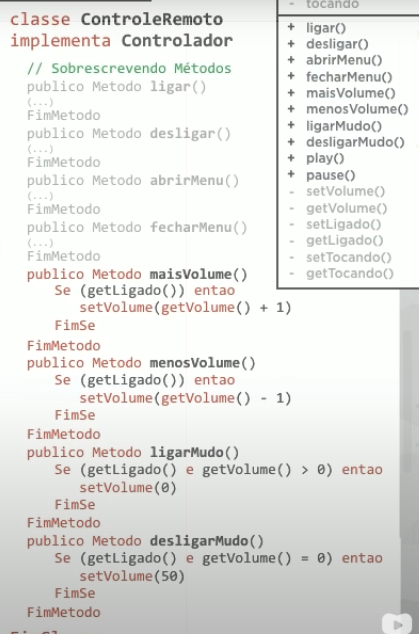 classe ControleRemoto
implementa Controlador
// Sobrescrevendo Métodos
publico Metodo ligar()
(...)
FimMetodo
publico Metodo desligar()
(...)
FimMetodo
publico Metodo abrirMenu()
(...)
FimMetodo
publico Metodo fecharMenu()
(...)
FimMetodo
publico Metodo maisVolume()
Se (getLigado()) entao
setVolume(getVolume() + 1)
FimSe
FimMetodo
publico Metodo menosVolume()
Se (getLigado()) entao
setVolume(getVolume() - 1)
FimSe
FimMetodo
publico Metodo ligarMudo()
Se (getLigado() e getVolume() > 0) entao
setVolume(0)
FimSe
FimMetodo
publico Metodo desligarMudo()
Se (getLigado() e getVolume() = 0) entao
setVolume(50)
FimSe
FimMetodo
- tocando
+ ligar()
+ desligar()
+ abrirMenu()
+ fecharMenu()
+ maisVolume()
+ menosVolume()
+ ligarMudo()
+ desligarMudo()
+ play()
+ pause()
- setVolume()
- getVolume()
- setLigado()
- getLigado()
- setTocando()
- getTocando()